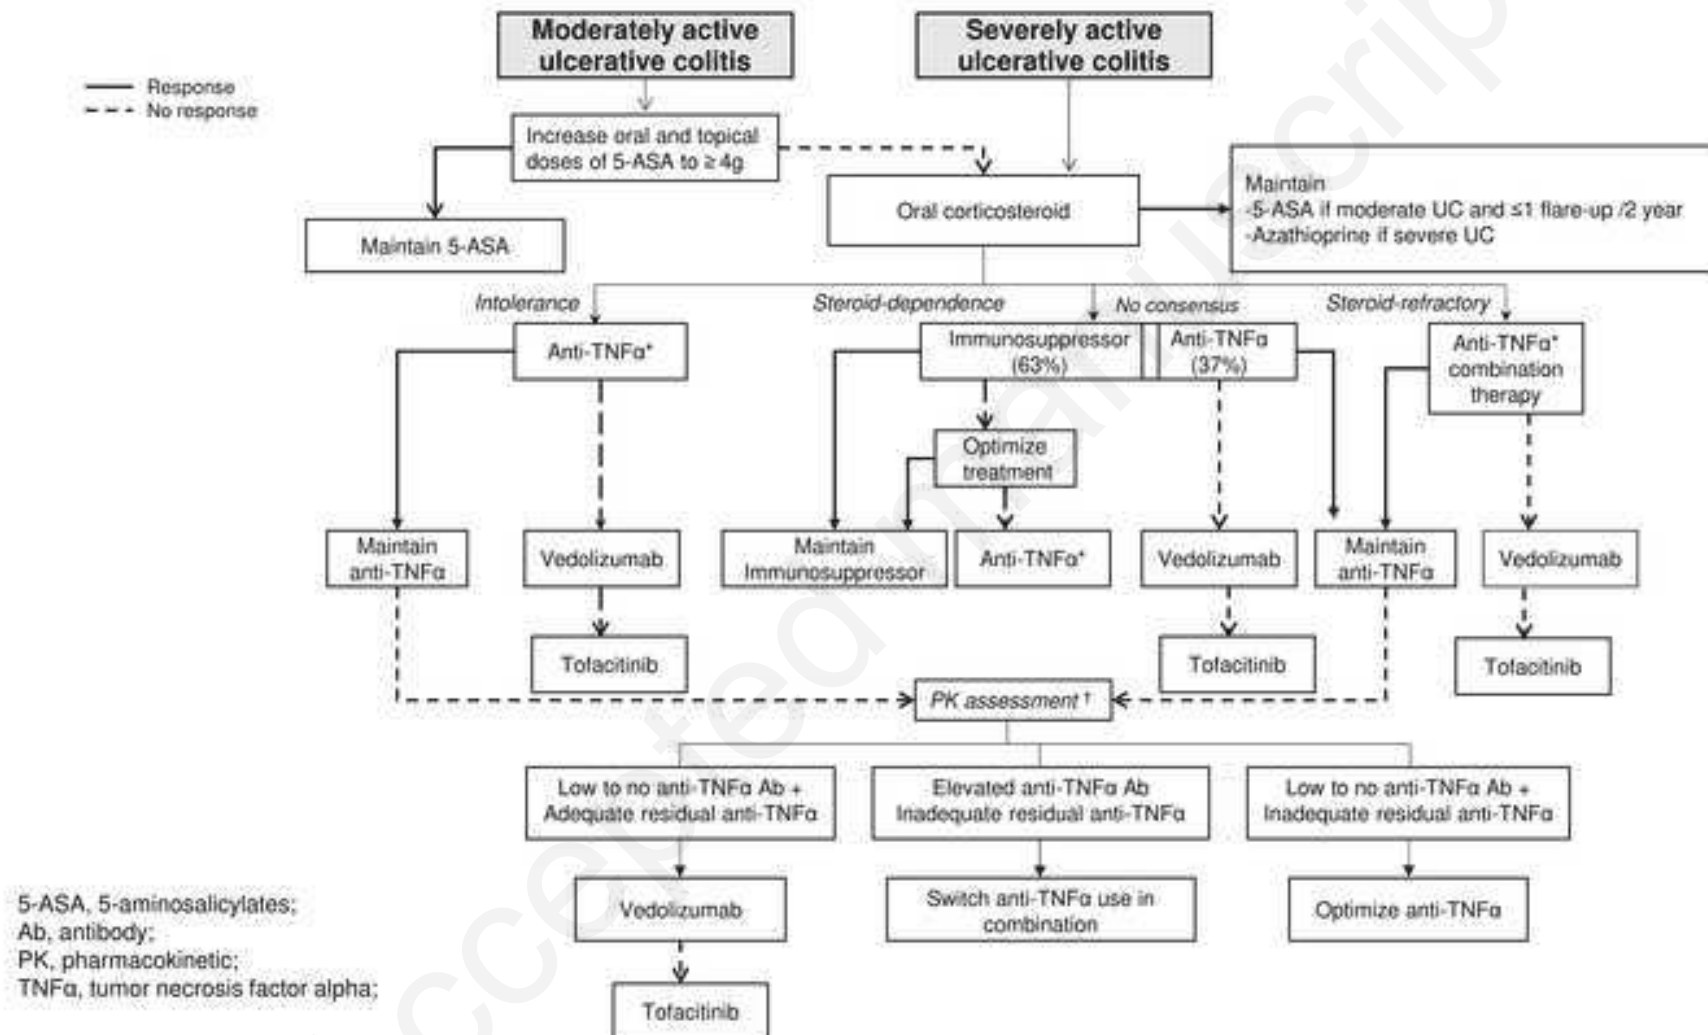 Moderately active
ulcerative colitis
Severely active
ulcerative colitis
Response
No response
Increase oral and topical
doses of 5-ASA to ≥ 4g
Maintain 5-ASA
Oral corticosteroid
Maintain
-5-ASA if moderate UC and ≤1 flare-up /2 year
-Azathioprine if severe UC
Intolerance
Steroid-dependence
No consensus
Steroid-refractory
Anti-TNFα*
Immunosuppressor
(63%)
Anti-TNFα
(37%)
Anti-TNFα*
combination
therapy
Optimize
treatment
Maintain
anti-TNFα
Vedolizumab
Maintain
Immunosuppressor
Anti-TNFα*
Vedolizumab
Maintain
anti-TNFα
Vedolizumab
Tofacitinib
Tofacitinib
Tofacitinib
PK assessment †
Low to no anti-TNFα Ab +
Adequate residual anti-TNFα
Elevated anti-TNFα Ab
Inadequate residual anti-TNFα
Low to no anti-TNFα Ab +
Inadequate residual anti-TNFα
Vedolizumab
Switch anti-TNFα use in
combination
Optimize anti-TNFα
Tofacitinib
5-ASA, 5-aminosalicylates;
Ab, antibody;
PK, pharmacokinetic;
TNFα, tumor necrosis factor alpha;
ccepted manuscrip